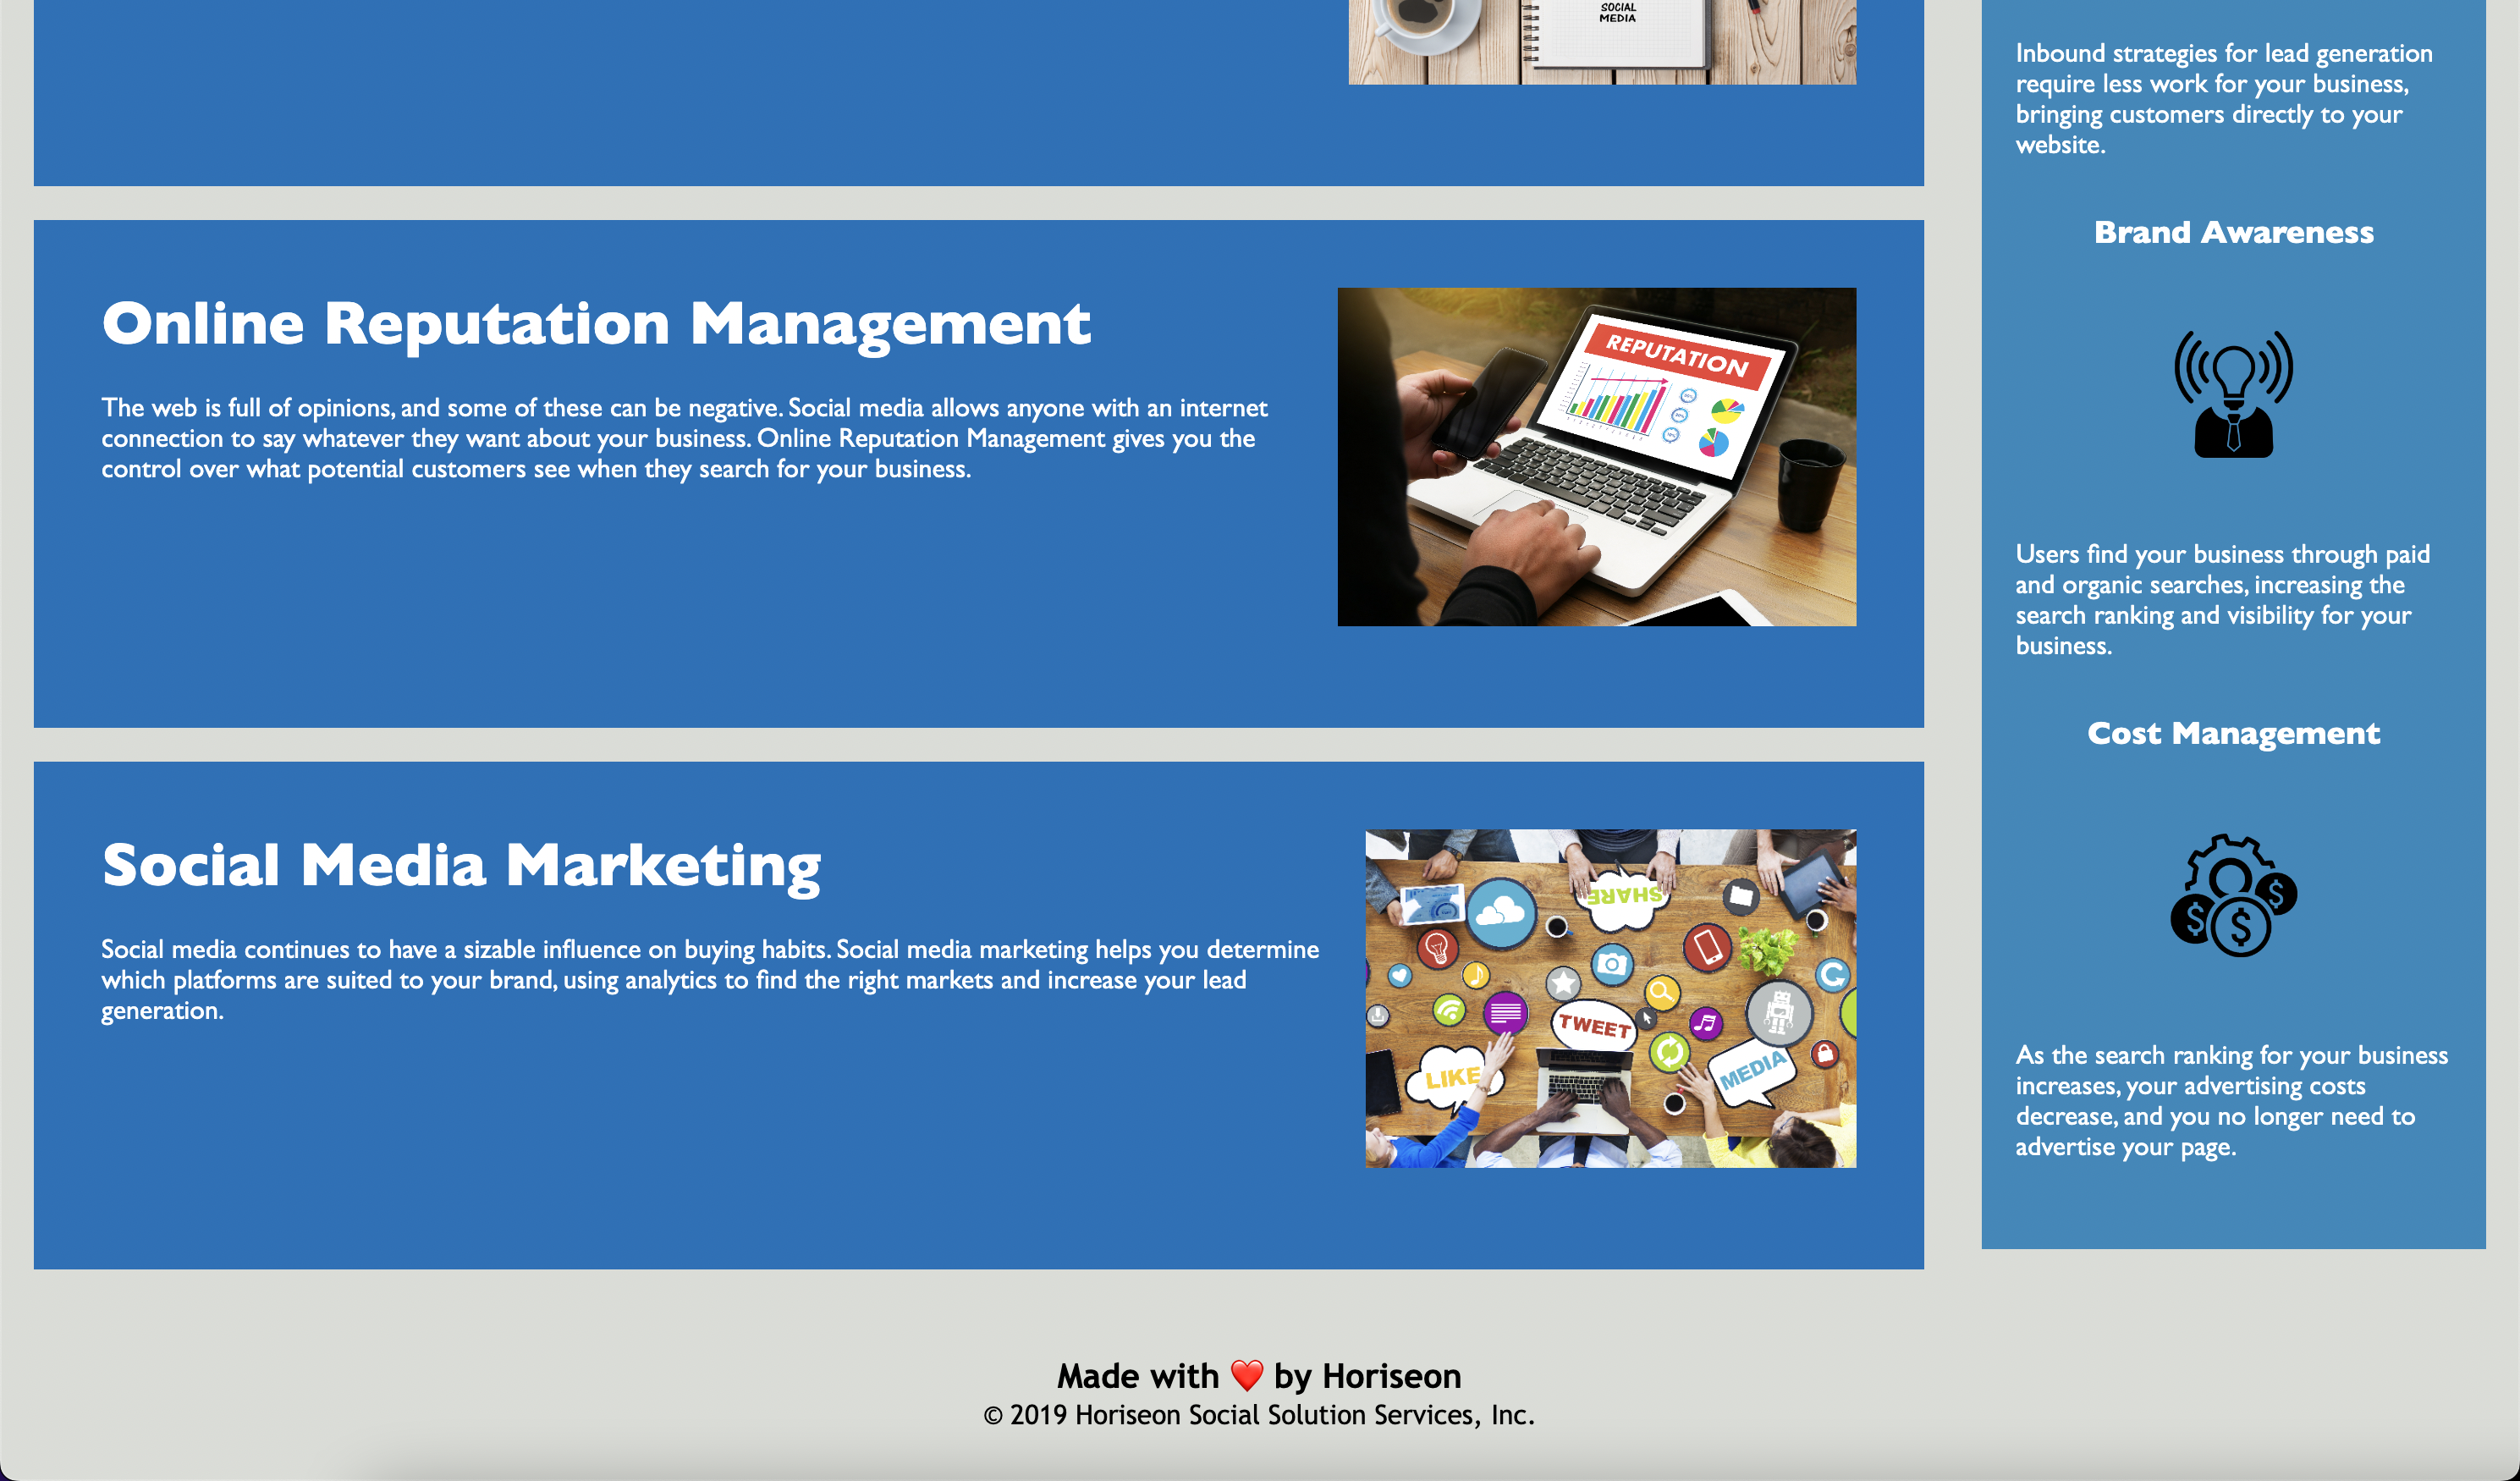 SOCIAL
MEDIA
Online Reputation Management
The web is full of opinions, and some of these can be negative. Social media allows anyone with an internet
connection to say whatever they want about your business. Online Reputation Management gives you the
control over what potential customers see when they search for your business.
REPUTATION
Social Media Marketing
Social media continues to have a sizable influence on buying habits. Social media marketing helps you determine
which platforms are suited to your brand, using analytics to find the right markets and increase your lead
generation.
SHARE
TWEET
LIKE
MEDIA
Inbound strategies for lead generation
require less work for your business,
bringing customers directly to your
website.
Brand Awareness
Users find your business through paid
and organic searches, increasing the
search ranking and visibility for your
business.
Cost Management
$ $ $
As the search ranking for your business
increases, your advertising costs
decrease, and you no longer need to
advertise your page.
Made with ❤️ by Horiseon
© 2019 Horiseon Social Solution Services, Inc.